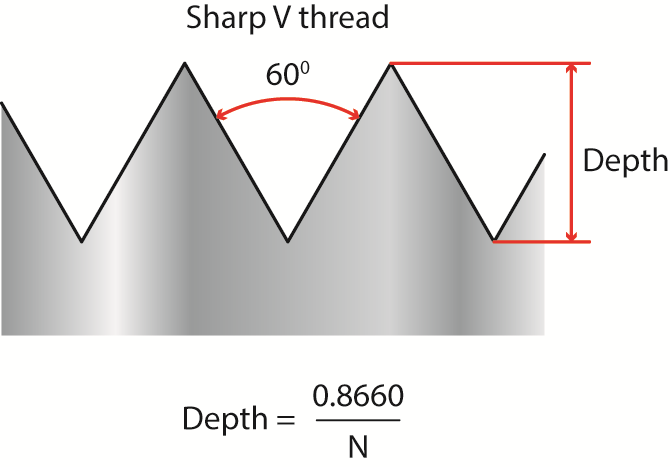 Sharp V thread
60⁰
Depth
Depth = 0.8660
N